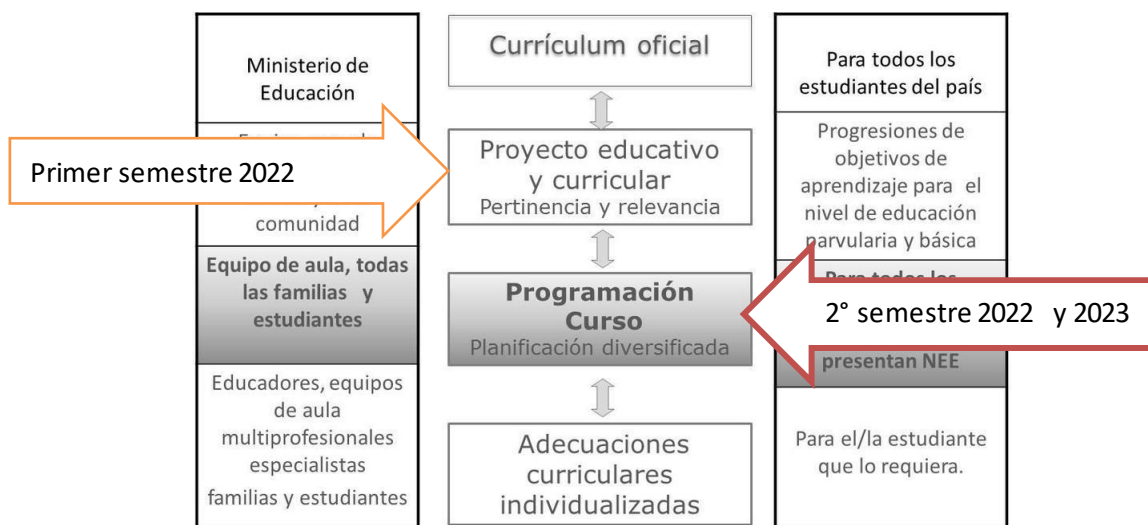 Ministerio de
Educación
comunidad
Equipo de aula, todas
las familias y
estudiantes
Educadores, equipos
de aula
multiprofesionales
especialistas
familias y estudiantes
Primer semestre 2022
Currículum oficial
Proyecto educativo
y curricular
Pertinencia y relevancia
Programación
Curso
Planificación diversificada
Adecuaciones
curriculares
individualizadas
Para todos los
estudiantes del país
Progresiones de
objetivos de
aprendizaje para el
nivel de educación
parvularia y básica
Para todos los
2° semestre 2022 y 2023
presentan NEE
Para el/la estudiante
que lo requiera.